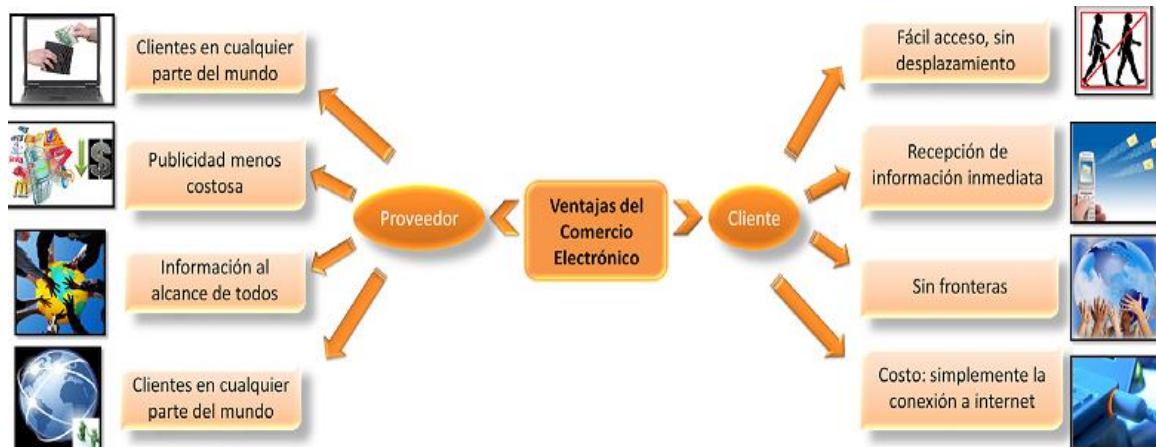 Clientes en cualquier
parte del mundo
Publicidad menos
costosa
Información al
alcance de todos
Clientes en cualquier
parte del mundo
Proveedor
Ventajas del
Comercio
Electrónico
Cliente
Fácil acceso, sin
desplazamiento
Recepción de
información inmediata
Sin fronteras
Costo: simplemente la
conexión a internet